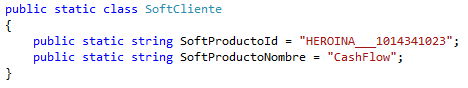 public static class SoftCliente
{
    public static string SoftProductoId = "HEROINA___1014341023";
    public static string SoftProductoNombre = "CashFlow";
}